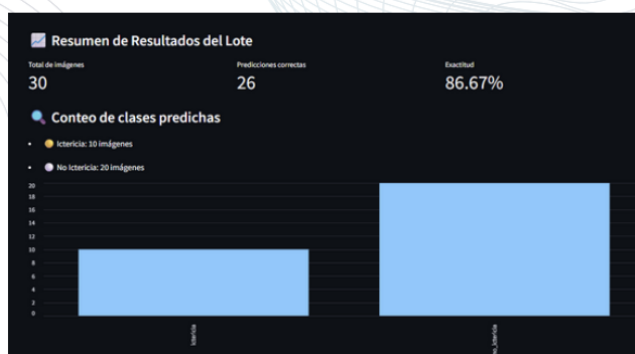 Resumen de Resultados del Lote
Total de imágenes Predicciones correctas Exactitud
30 26 86.67%
Conteo de clases predichas
Ictericia: 10 imágenes
No Ictericia: 20 imágenes
20
18
16
14
12
10
8
6
4
2
0
Ictericia no_ictericia